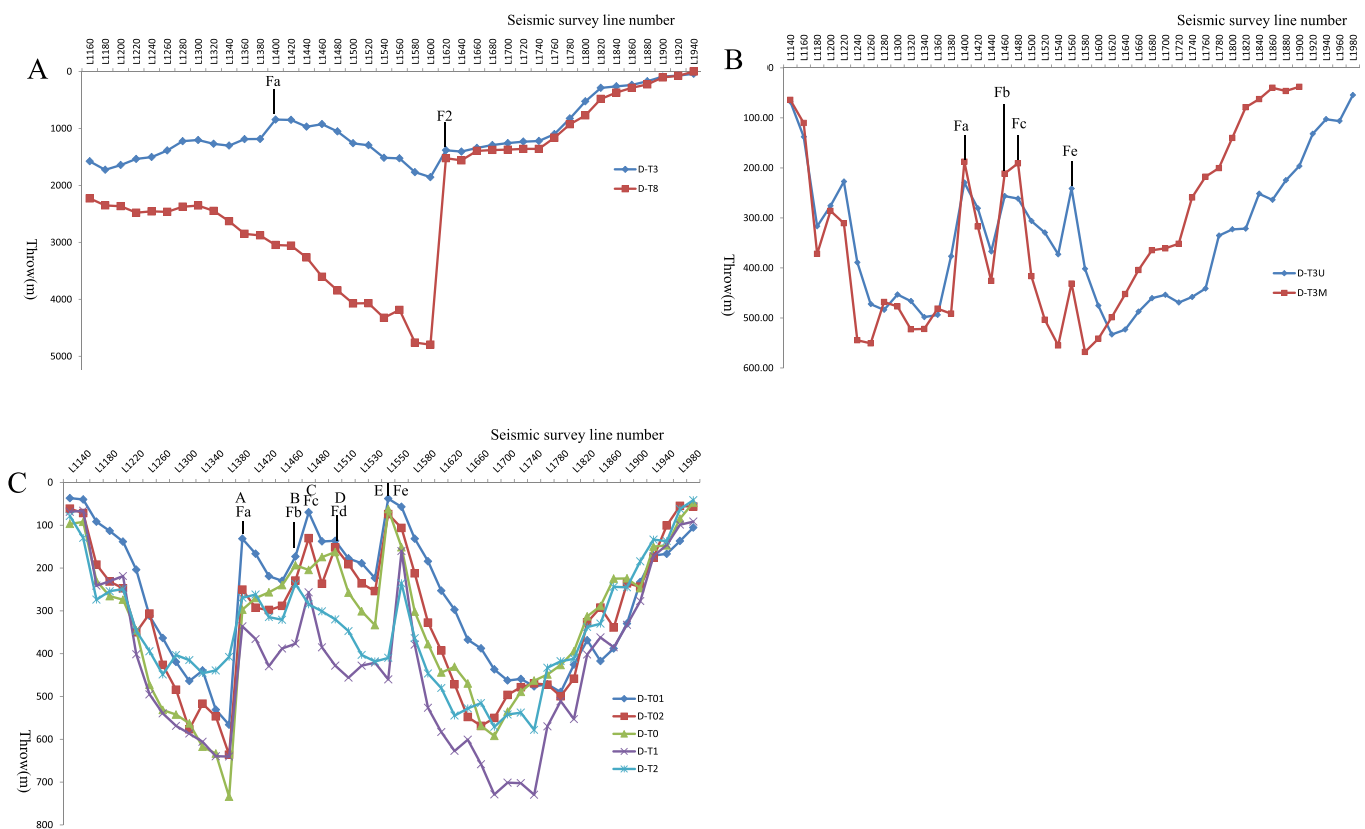 Seismic survey line number
L1160 L1180 L1200 L1220 L1240 L1260 L1280 L1300 L1320 L1340 L1360 L1380 L1400 L1420 L1440 L1460 L1480 L1500 L1520 L1540 L1560 L1580 L1600 L1620 L1640 L1660 L1700 L1720 L1740 L1760 L1780 L1800 L1820 L1840 L1860 L1880 L1900 L1920 L1940
A
0
1000
2000
3000
4000
5000
Throw(m)
Fa
F2
D-T3
D-T8
Seismic survey line number
L1140 L1160 L1180 L1200 L1220 L1240 L1260 L1280 L1300 L1320 L1340 L1360 L1380 L1400 L1420 L1440 L1460 L1480 L1500 L1520 L1540 L1560 L1580 L1600 L1620 L1640 L1660 L1680 L1700 L1720 L1740 L1760 L1780 L1800 L1820 L1840 L1860 L1880 L1900 L1920 L1940 L1960 L1980
B
.00
100.00
200.00
300.00
400.00
500.00
600.00
Throw(m)
Fa
Fb
Fc
Fe
D-T3U
D-T3M
Seismic survey line number
L1140 L1180 L1220 L1260 L1300 L1340 L1380 L1420 L1460 L1480 L1510 L1530 L1550 L1580 L1620 L1660 L1700 L1740 L1780 L1820 L1860 L1900 L1940 L1980
C
0
100
200
300
400
500
600
700
800
Throw(m)
A
Fa
B
Fb
C
Fc
D
Fd
E Fe
D-T01
D-T02
D-T0
D-T1
D-T2